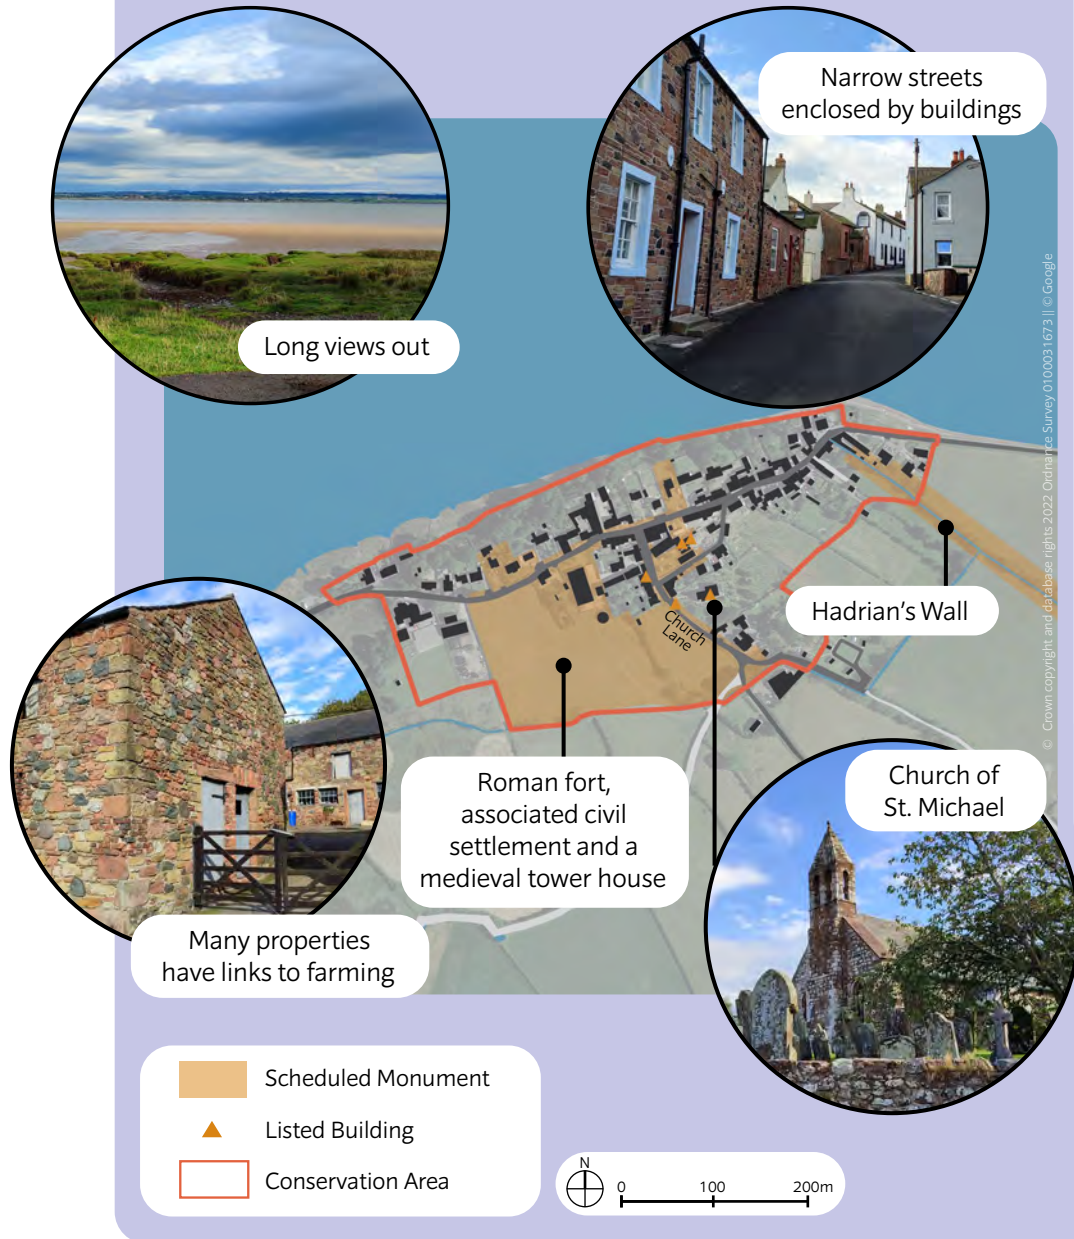 Narrow streets
enclosed by buildings
Long views out
© Crown copyright and database rights 2022 Ordnance Survey 0100031673 || © Google
Hadrian's Wall
Church
Lane
Roman fort,
associated civil
settlement and a
medieval tower house
Church of
St. Michael
Many properties
have links to farming
Scheduled Monument
Listed Building
Conservation Area
N
0 100 200m